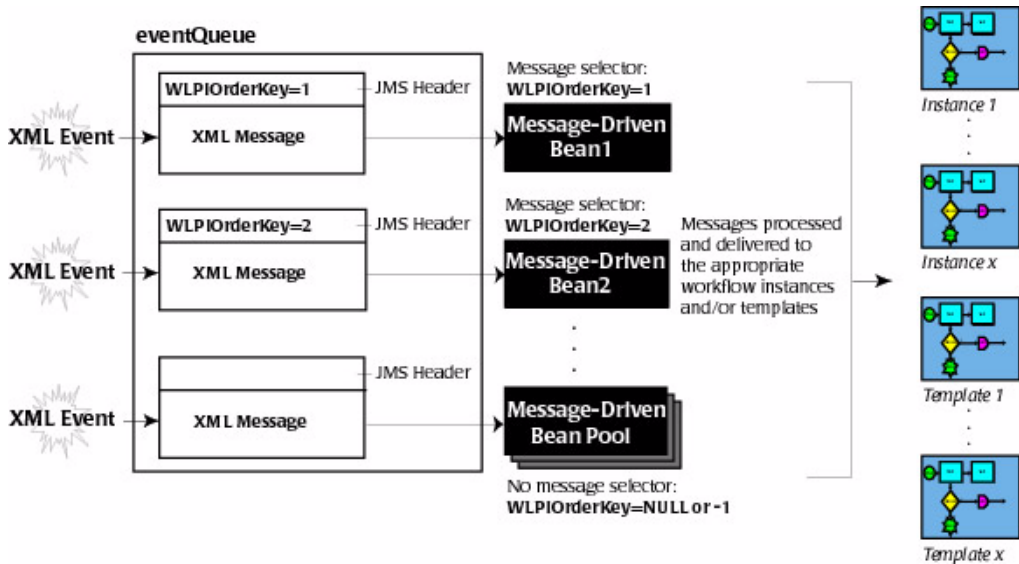 eventQueue
XML Event
WLPIOrderKey=1
XML Message
JMS Header
Message selector:
WLPIOrderKey=1
Message-Driven
Bean1
XML Event
WLPIOrderKey=2
XML Message
JMS Header
Message selector:
WLPIOrderKey=2
Message-Driven
Bean2
XML Event
XML Message
JMS Header
Message-Driven
Bean Pool
No message selector:
WLPIOrderKey=NULL or -1
Messages processed
and delivered to
the appropriate
workflow instances
and/or templates
Instance 1
Instance x
Template 1
Template x